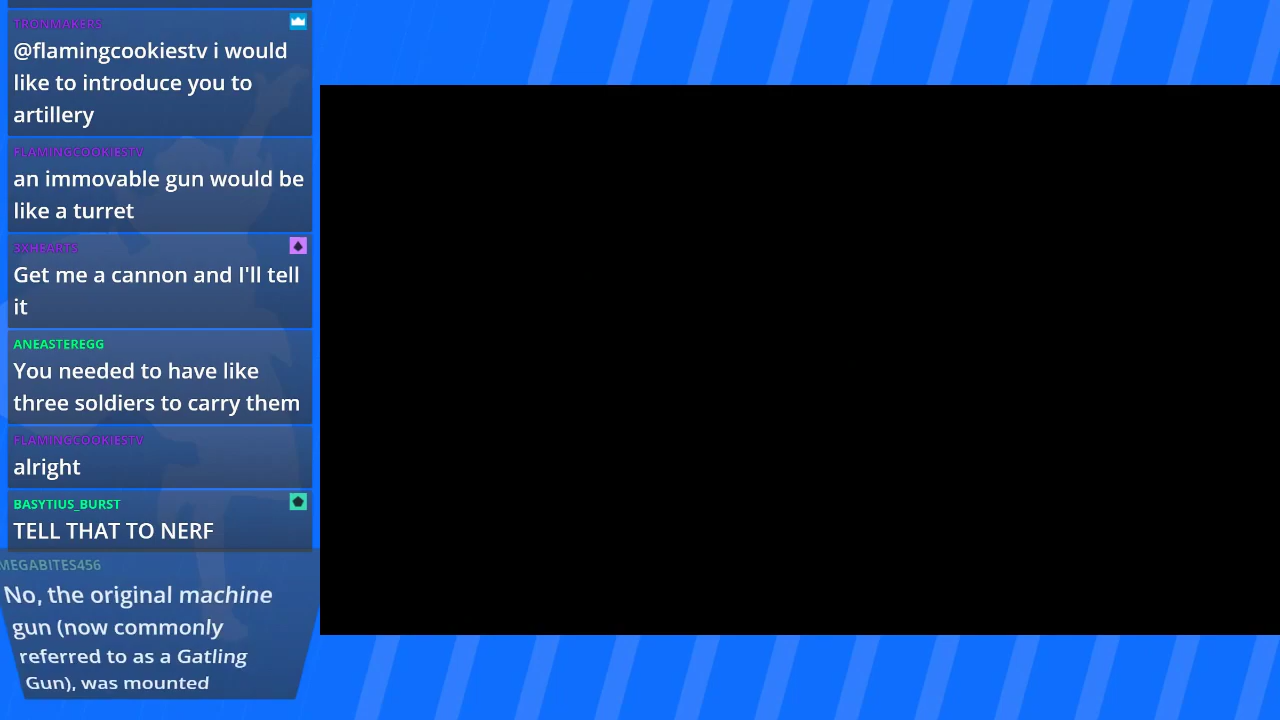 TRONMAKERS
@flamingcookiestv i would
like to introduce you to
artillery
FLAMINGCOOKIESTV
an immovable gun would be
like a turret
3XHEARTS
Get me a cannon and I'll tell
it
ANEASTEREGG
You needed to have like
three soldiers to carry them
FLAMINGCOOKIESTV
alright
BASYTIUS_BURST
TELL THAT TO NERF
MEGABITES456
No, the original machine
gun (now commonly
referred to as a Gatling
Gun), was mounted